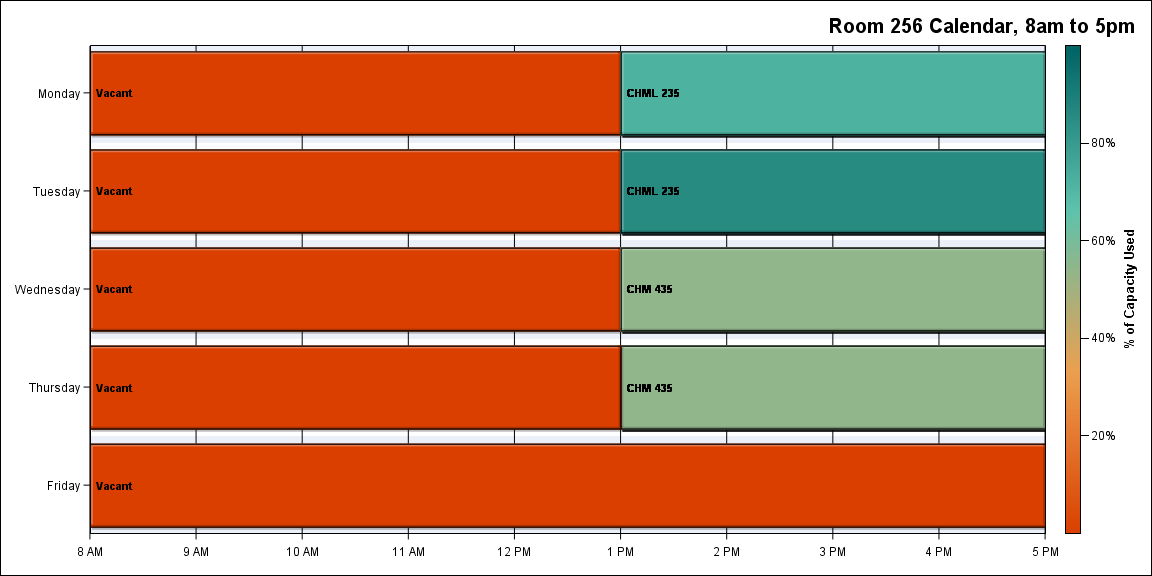 Room 256 Calendar, 8am to 5pm
Monday
Vacant
CHML 235
Tuesday
Vacant
CHML 235
Wednesday
Vacant
CHM 435
Thursday
Vacant
CHM 435
Friday
Vacant
8 AM
9 AM
10 AM
11 AM
12 PM
1 PM
2 PM
3 PM
4 PM
5 PM
80%
60%
40%
20%
% of Capacity Used